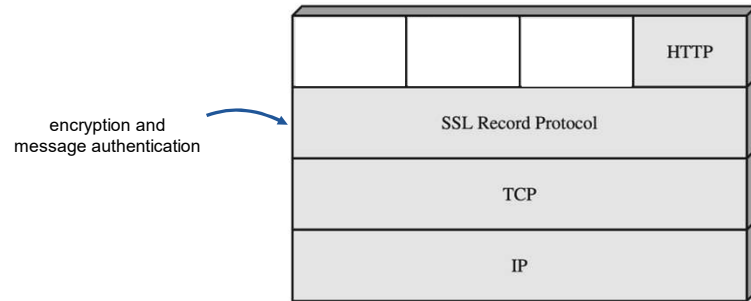 HTTP
encryption and
message authentication
SSL Record Protocol
TCP
IP